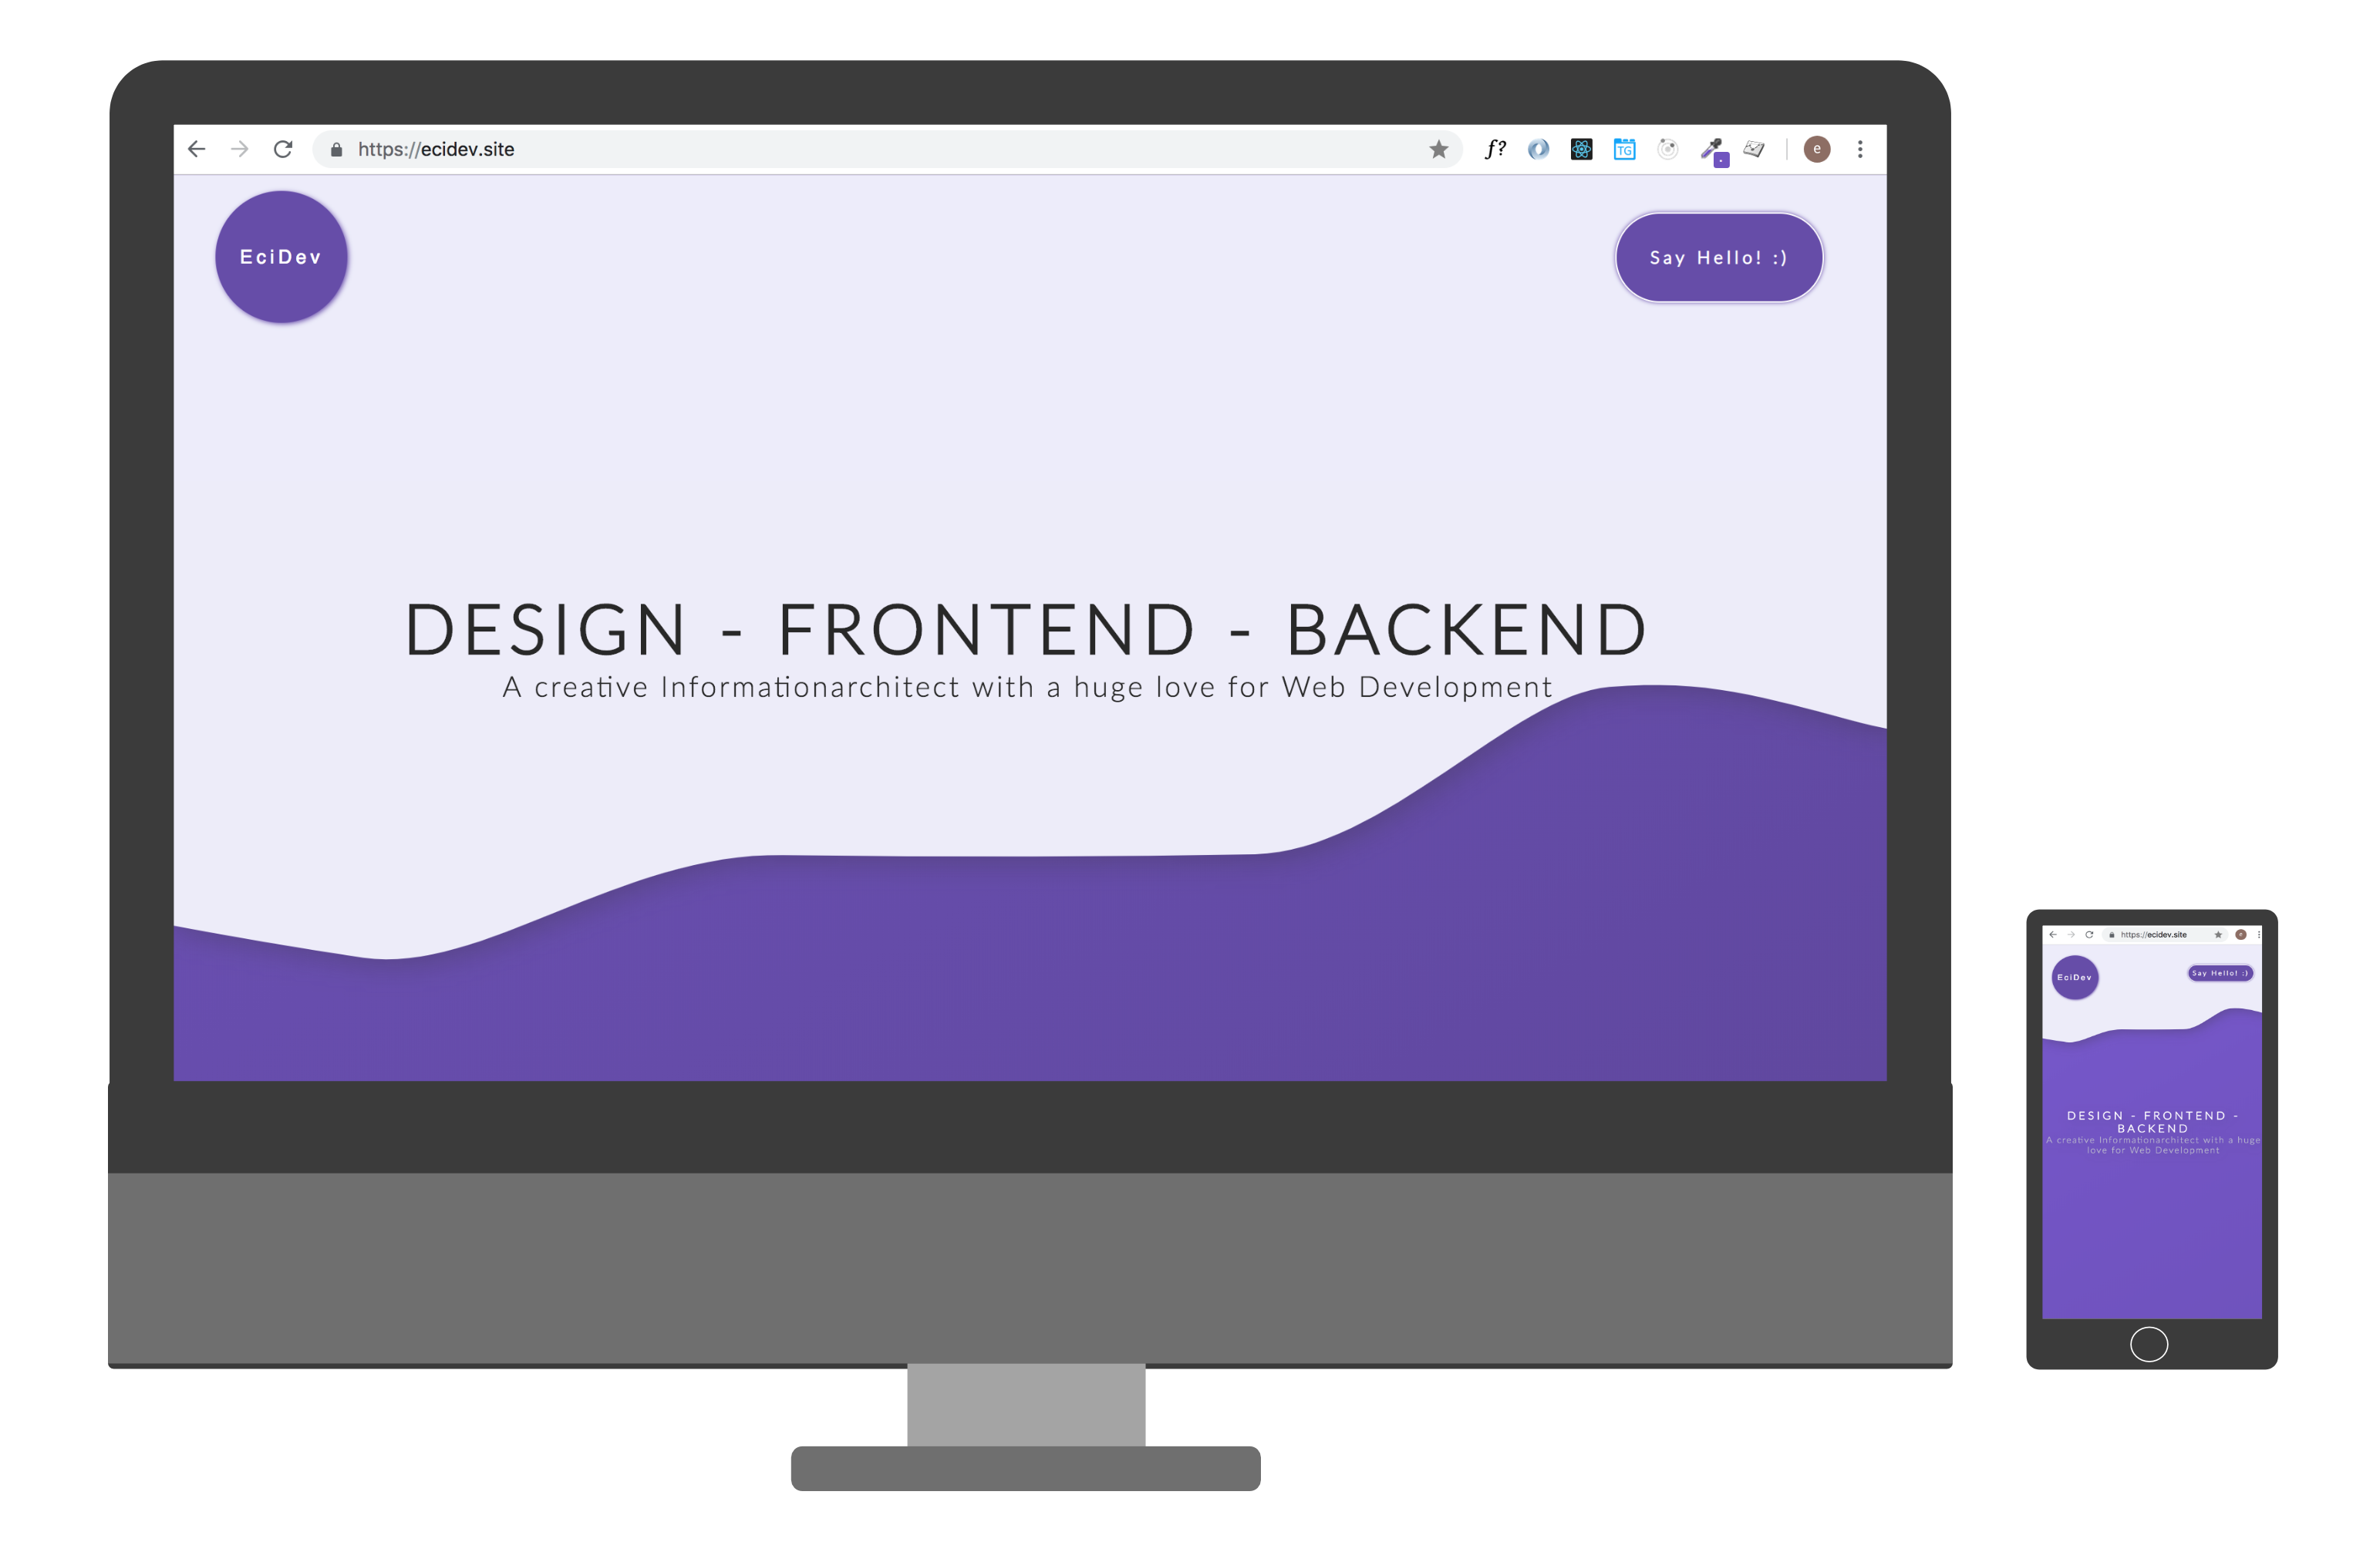 https://ecidev.site
f?
TG
e
EciDev
Say Hello! :)
DESIGN - FRONTEND - BACKEND
A creative Informationarchitect with a huge love for Web Development
https://ecidev.site
e
EciDev
Say Hello! :)
DESIGN - FRONTEND -
BACKEND
A creative Informationarchitect with a huge
love for Web Development